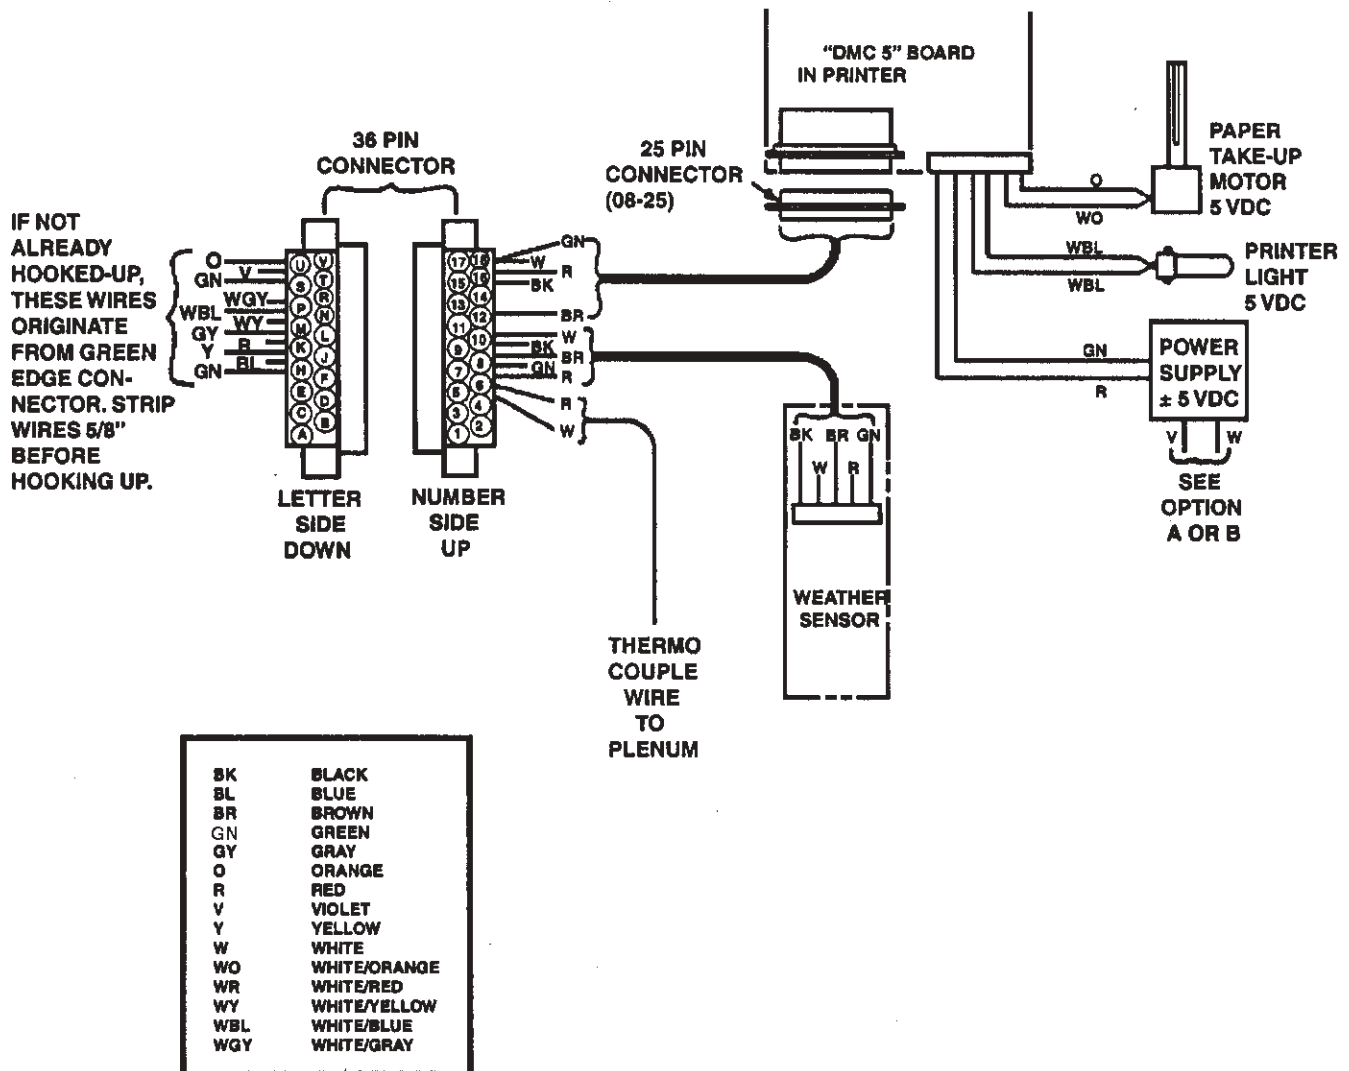 "DMC 5" BOARD
IN PRINTER
PAPER
TAKE-UP
MOTOR
5 VDC
O
WO
36 PIN
CONNECTOR
25 PIN
CONNECTOR
(08-25)
WBL
WBL
PRINTER
LIGHT
5 VDC
GN
R
POWER
SUPPLY
± 5 VDC
V W
SEE
OPTION
A OR B
IF NOT
ALREADY
HOOKED-UP,
THESE WIRES
ORIGINATE
FROM GREEN
EDGE CON-
NECTOR. STRIP
WIRES 5/8"
BEFORE
HOOKING UP.
O
V
GN
WGY
WBL
WY
GY
R
Y
BL
GN
U V
S T
P R
M N
K L
H J
E F
C D
A B
17 18
15 16
13 14
11 12
9 10
7 8
5 6
3 4
1 2
GN
W
R
BK
BR
W
BK
BR
GN
R
R
W
LETTER
SIDE
DOWN
NUMBER
SIDE
UP
BK BR GN
W R
WEATHER
SENSOR
THERMO
COUPLE
WIRE
TO
PLENUM
BK BLACK
BL BLUE
BR BROWN
GN GREEN
GY GRAY
O ORANGE
R RED
V VIOLET
Y YELLOW
W WHITE
WO WHITE/ORANGE
WR WHITE/RED
WY WHITE/YELLOW
WBL WHITE/BLUE
WGY WHITE/GRAY